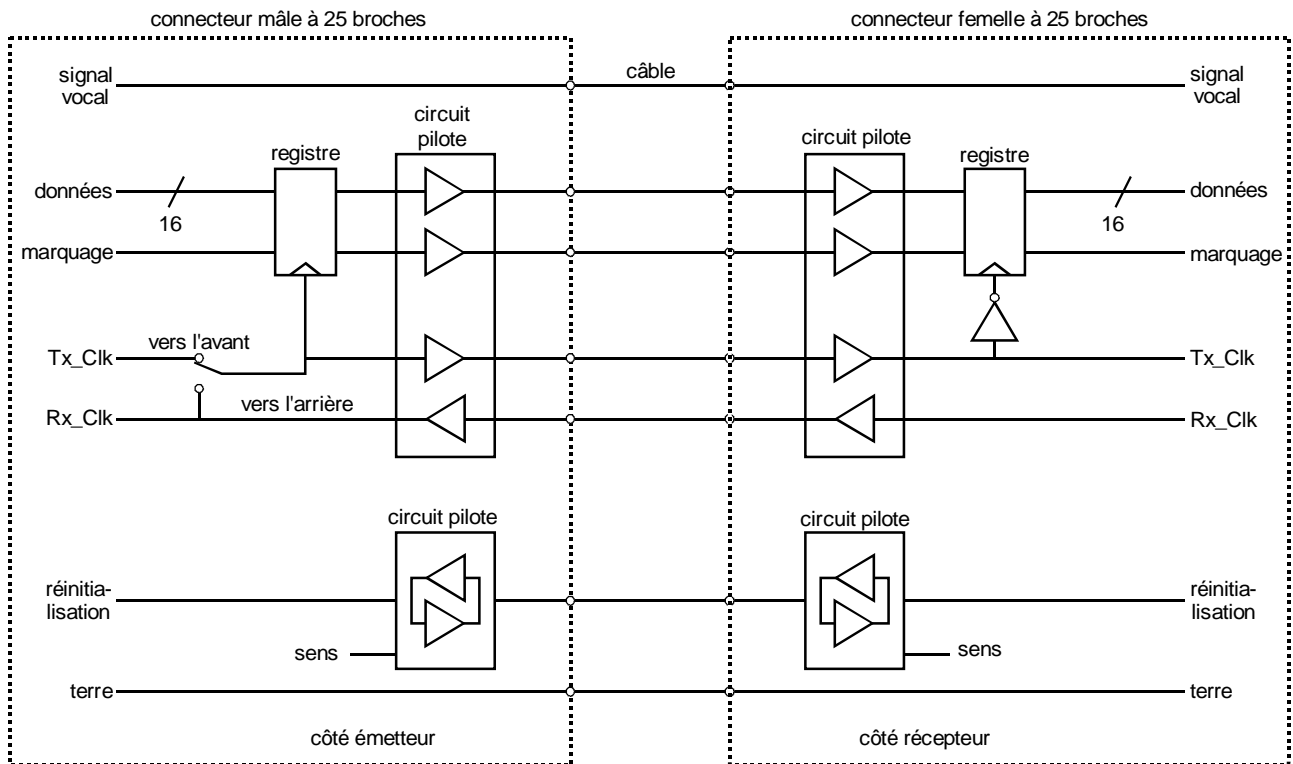 connecteur mâle à 25 broches
connecteur femelle à 25 broches
signal
vocal
câble
signal
vocal
circuit
pilote
circuit pilote
registre
registre
données
16
données
16
marquage
marquage
vers l'avant
Tx_Clk
Tx_Clk
vers l'arrière
Rx_Clk
Rx_Clk
circuit pilote
circuit pilote
réinitia-
lisation
réinitia-
lisation
sens
sens
terre
terre
côté émetteur
côté récepteur